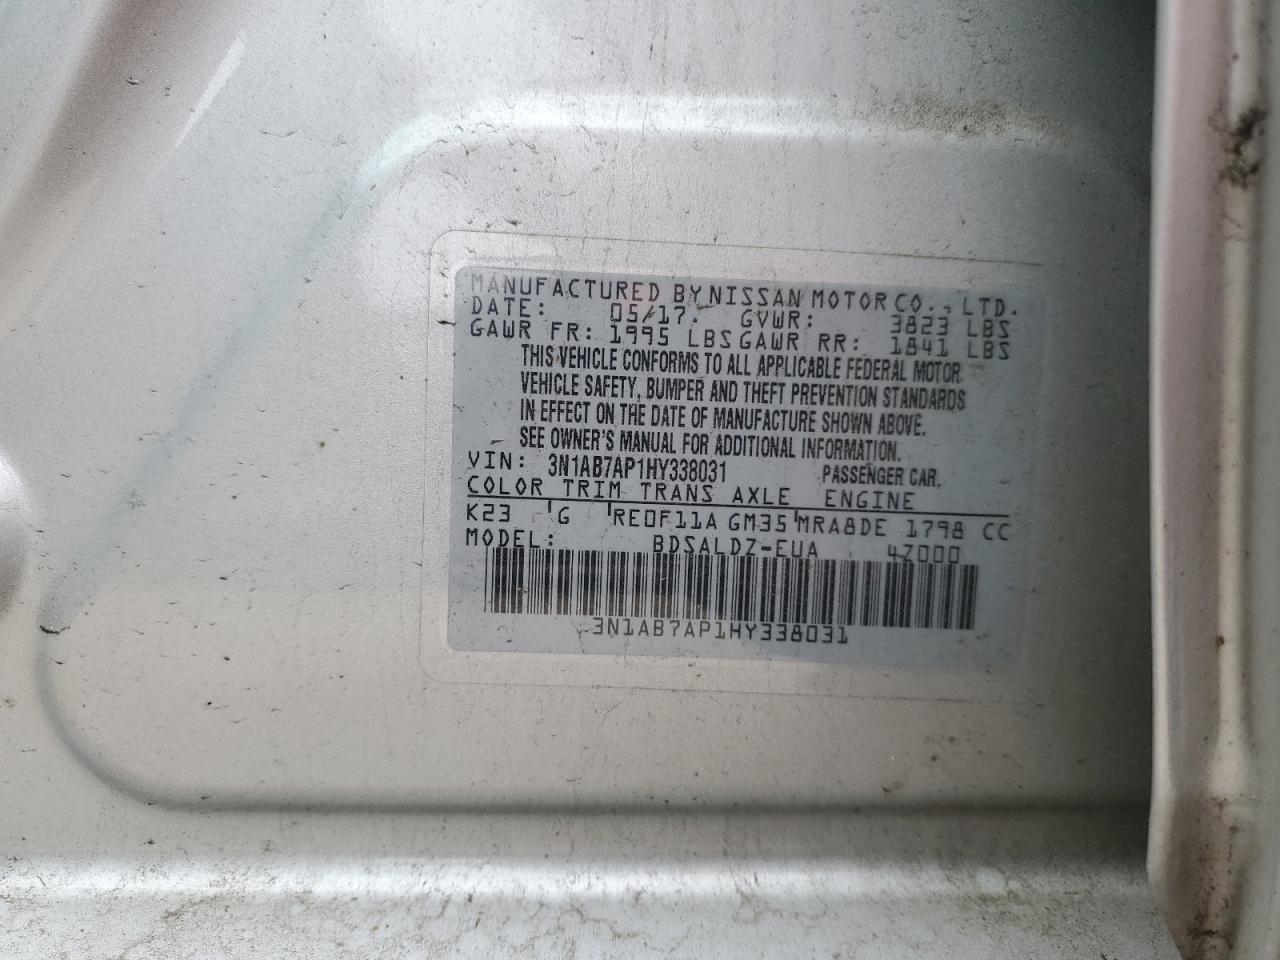 MANUFACTURED BY NISSAN MOTOR CO., LTD.
DATE: 05/17. GVWR: 3823 LBS
GAWR FR: 1995 LBS GAWR RR: 1841 LBS
THIS VEHICLE CONFORMS TO ALL APPLICABLE FEDERAL MOTOR
VEHICLE SAFETY, BUMPER AND THEFT PREVENTION STANDARDS
IN EFFECT ON THE DATE OF MANUFACTURE SHOWN ABOVE.
SEE OWNER'S MANUAL FOR ADDITIONAL INFORMATION.
VIN: 3N1AB7AP1HY338031 PASSENGER CAR.
COLOR TRIM TRANS AXLE ENGINE
K23 G RE0F11A GM35 MRA8DE 1798 CC
MODEL: BDSALDZ-EUA 4Z000
3N1AB7AP1HY338031